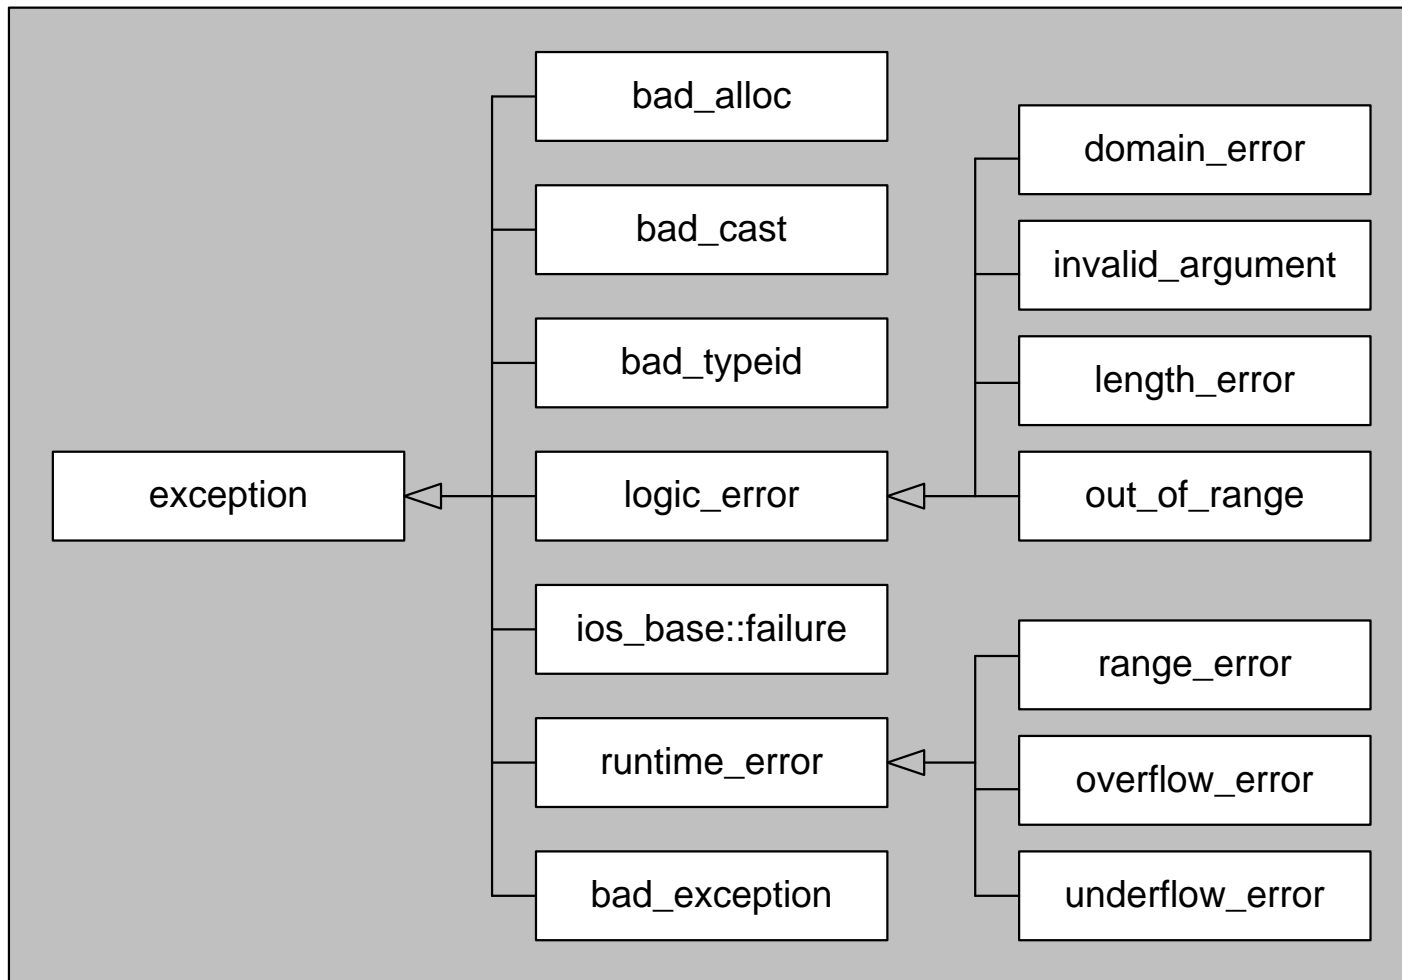 exception
bad_alloc
bad_cast
bad_typeid
logic_error
ios_base::failure
runtime_error
bad_exception
domain_error
invalid_argument
length_error
out_of_range
range_error
overflow_error
underflow_error